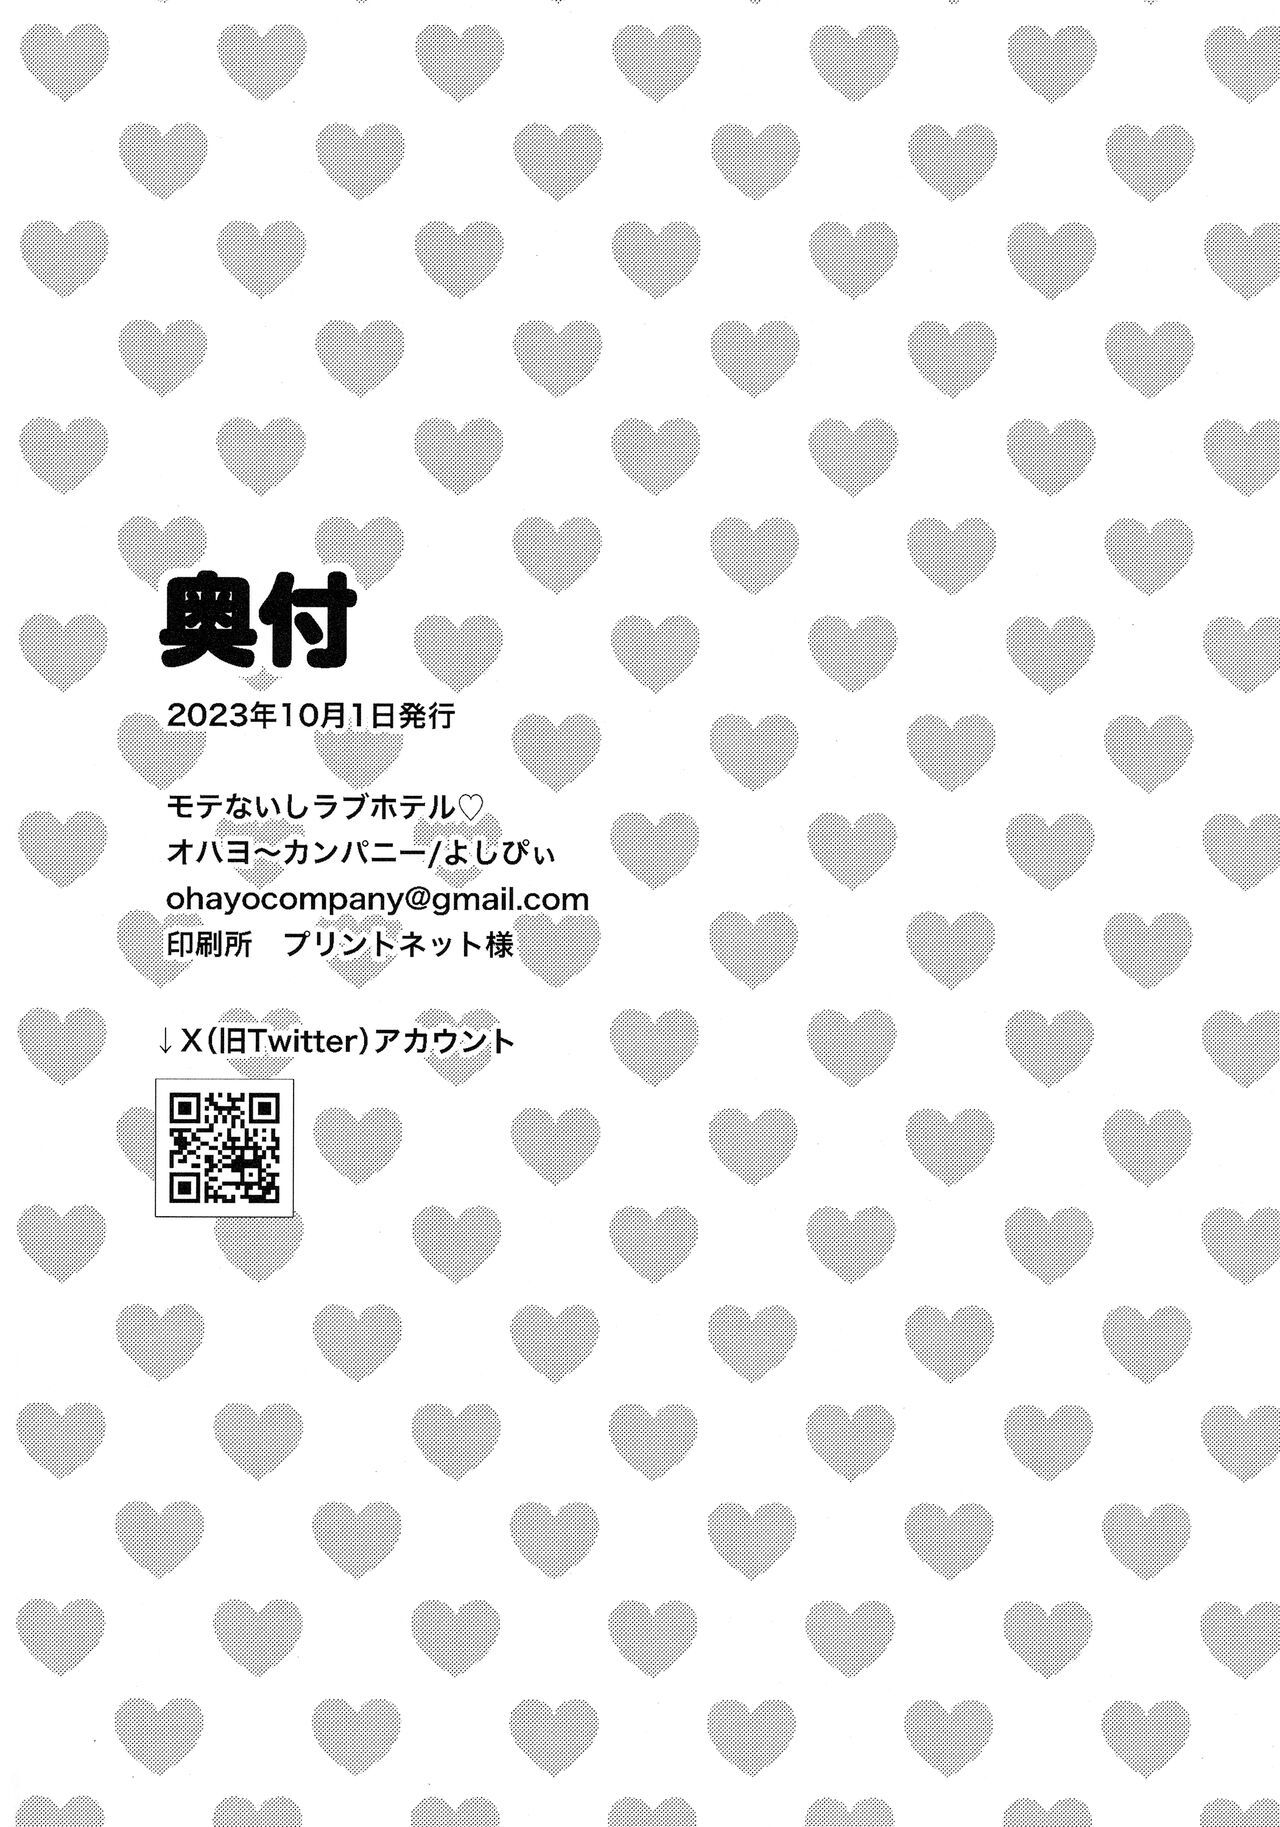 奥付
2023年10月1日発行
モテないしラブホテル♡
オハヨ〜カンパニー/よしぴぃ
ohayocompany@gmail.com
印刷所　プリントネット様
↓X(旧Twitter)アカウント